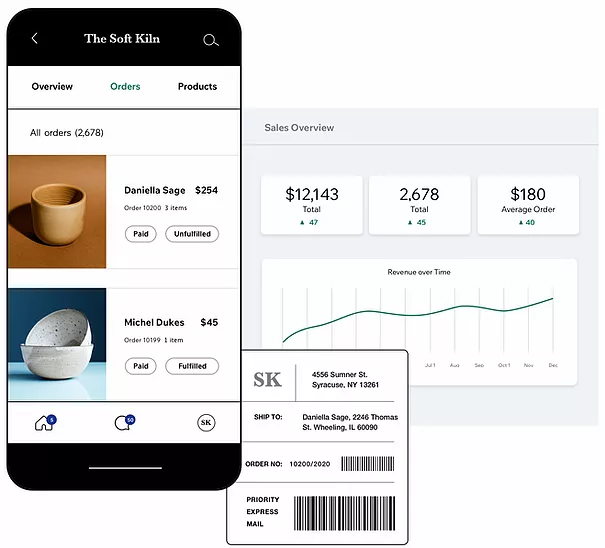 The Soft Kiln
Overview
Orders
Products
All orders (2,678)
Daniella Sage $254
Order 10200 3 items
Paid
Unfulfilled
Michel Dukes $45
Order 10199 1 item
Paid
Fulfilled
5
50
SK
Sales Overview
$12,143
Total
▲ 47
2,678
Total
▲ 45
$180
Average Order
▲ 40
Revenue over Time
Jul 1 Aug Sep Oct 1 Nov Dec
SK
4556 Sumner St.
Syracuse, NY 13261
SHIP TO:
Daniella Sage, 2246 Thomas
St. Wheeling, IL 60090
ORDER NO: 10200/2020
PRIORITY
EXPRESS
MAIL